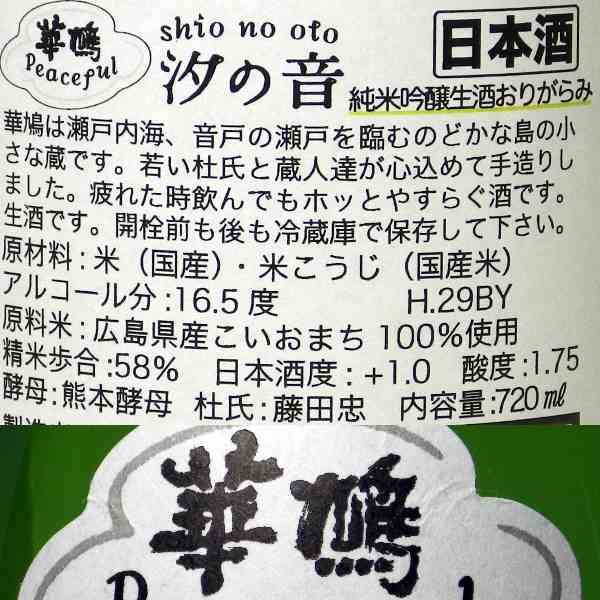 華鳩
Peaceful
shio no oto
汐の音
日本酒
純米吟醸生酒おりがらみ
華鳩は瀬戸内海、音戸の瀬戸を臨むのどかな島の小
さな蔵です。若い杜氏と蔵人達が心込めて手造りし
ました。疲れた時飲んでもホッとやすらぐ酒です。
生酒です。開栓前も後も冷蔵庫で保存して下さい。
原材料:米(国産)・米こうじ(国産米)
アルコール分:16.5度 H.29BY
原料米:広島県産こいおまち 100%使用
精米歩合:58% 日本酒度:+1.0 酸度:1.75
酵母:熊本酵母 杜氏:藤田忠 内容量:720㎖
華鳩